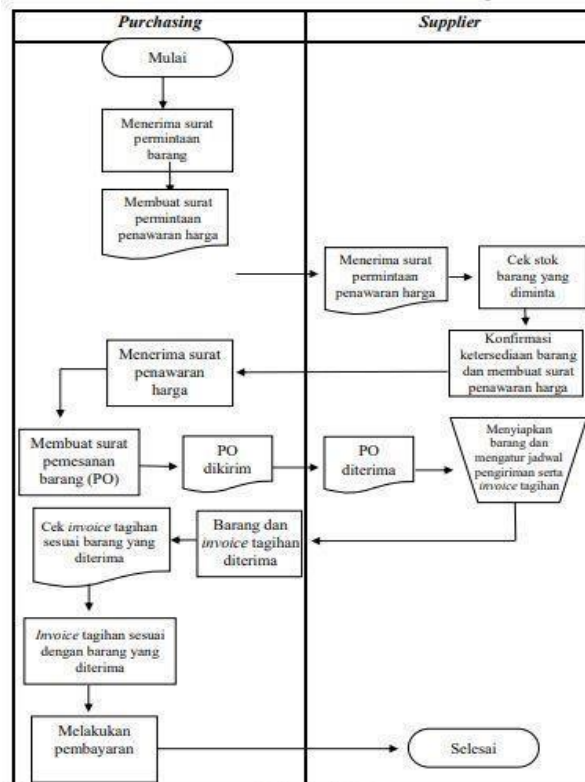 Purchasing
Supplier
Mulai
Menerima surat
permintaan
barang
Membuat surat
permintaan
penawaran harga
Menerima surat
permintaan
penawaran harga
Cek stok
barang yang
diminta
Menerima surat
penawaran
harga
Konfirmasi
ketersediaan barang
dan membuat surat
penawaran harga
Membuat surat
pemesanan
barang (PO)
PO
dikirim
PO
diterima
Menyiapkan
barang dan
mengatur jadwal
pengiriman serta
invoice tagihan
Cek invoice tagihan
sesuai barang yang
diterima
Barang dan
invoice tagihan
diterima
Invoice tagihan sesuai
dengan barang yang
diterima
Melakukan
pembayaran
Selesai